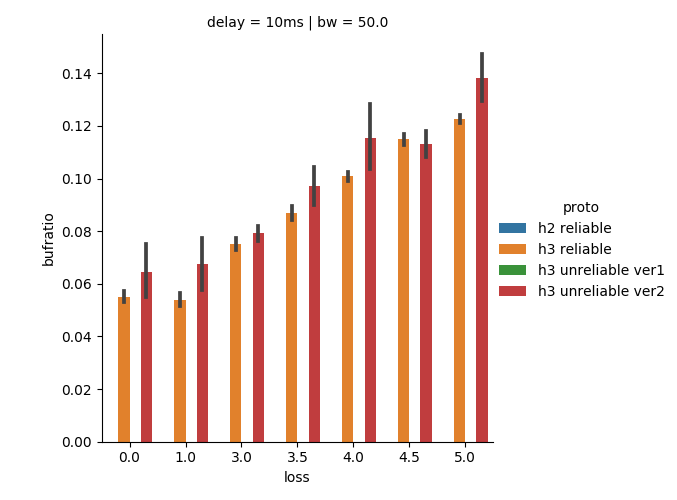 delay = 10ms | bw = 50.0
0.14
0.12
0.10
0.08
0.06
0.04
0.02
0.00
bufratio
0.0 1.0 3.0 3.5 4.0 4.5 5.0
loss
proto
h2 reliable
h3 reliable
h3 unreliable ver1
h3 unreliable ver2